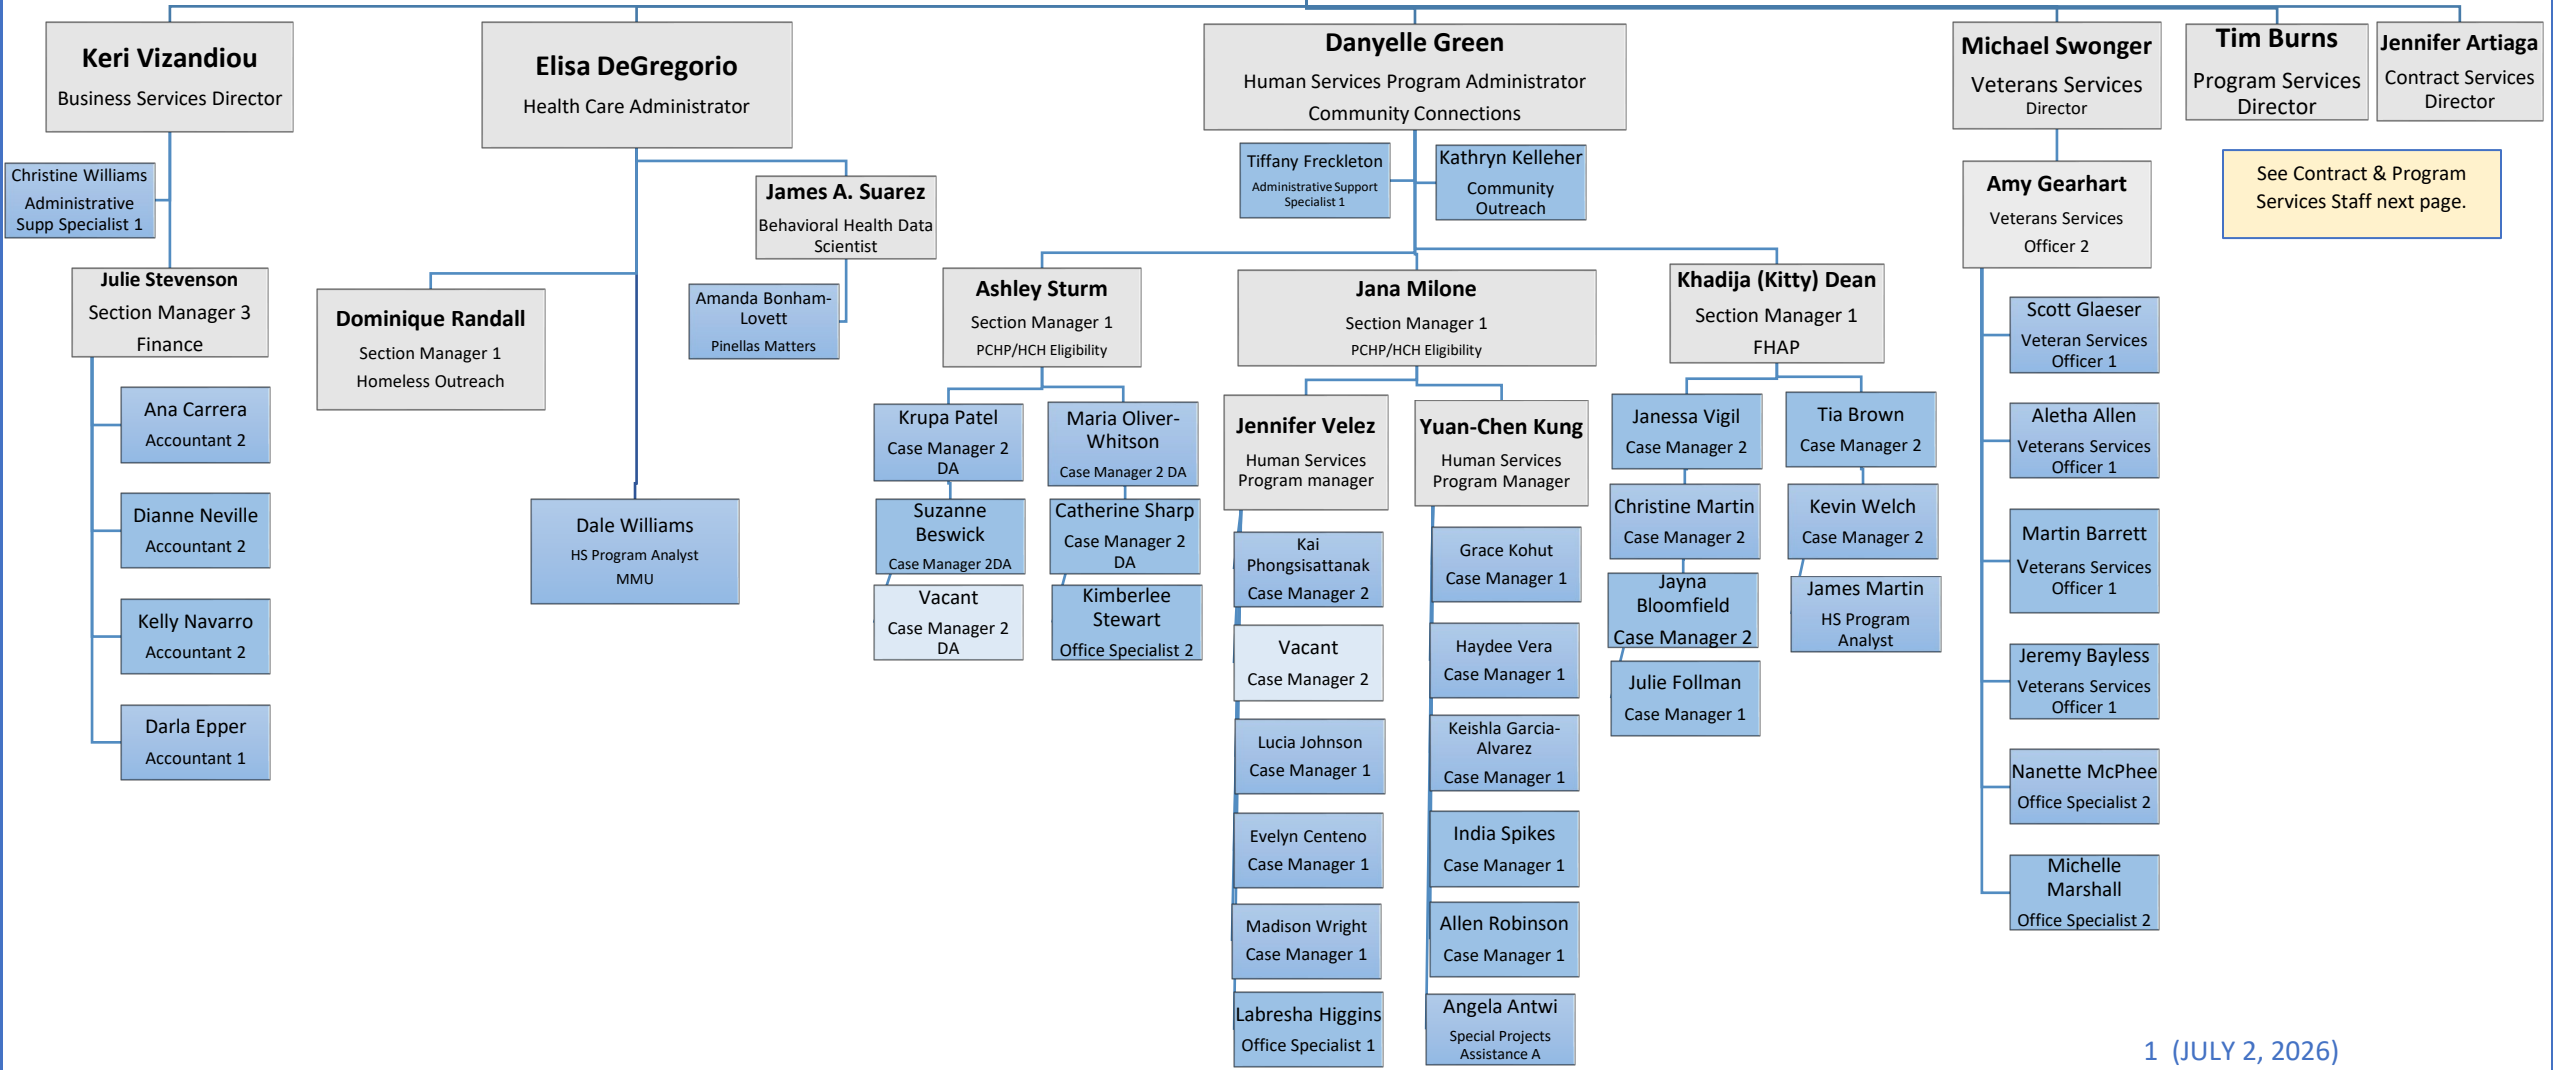 Keri Vizandiou
Business Services Director
Christine Williams
Administrative
Supp Specialist 1
Julie Stevenson
Section Manager 3
Finance
Ana Carrera
Accountant 2
Dianne Neville
Accountant 2
Kelly Navarro
Accountant 2
Darla Epper
Accountant 1
Elisa DeGregorio
Health Care Administrator
James A. Suarez
Behavioral Health Data
Scientist
Amanda Bonham-
Lovett
Pinellas Matters
Dominique Randall
Section Manager 1
Homeless Outreach
Dale Williams
HS Program Analyst
MMU
Danyelle Green
Human Services Program Administrator
Community Connections
Tiffany Freckleton
Administrative Support
Specialist 1
Kathryn Kelleher
Community
Outreach
Ashley Sturm
Section Manager 1
PCHP/HCH Eligibility
Krupa Patel
Case Manager 2
DA
Suzanne
Beswick
Case Manager 2DA
Vacant
Case Manager 2
DA
Maria Oliver-
Whitson
Case Manager 2 DA
Catherine Sharp
Case Manager 2
DA
Kimberlee
Stewart
Office Specialist 2
Jana Milone
Section Manager 1
PCHP/HCH Eligibility
Jennifer Velez
Human Services
Program manager
Kai
Phongsisattanak
Case Manager 2
Vacant
Case Manager 2
Lucia Johnson
Case Manager 1
Evelyn Centeno
Case Manager 1
Madison Wright
Case Manager 1
Labresha Higgins
Office Specialist 1
Yuan-Chen Kung
Human Services
Program Manager
Grace Kohut
Case Manager 1
Haydee Vera
Case Manager 1
Keishla Garcia-
Alvarez
Case Manager 1
India Spikes
Case Manager 1
Allen Robinson
Case Manager 1
Angela Antwi
Special Projects
Assistance A
Khadija (Kitty) Dean
Section Manager 1
FHAP
Janessa Vigil
Case Manager 2
Christine Martin
Case Manager 2
Jayna
Bloomfield
Case Manager 2
Julie Follman
Case Manager 1
Tia Brown
Case Manager 2
Kevin Welch
Case Manager 2
James Martin
HS Program
Analyst
Michael Swonger
Veterans Services
Director
Amy Gearhart
Veterans Services
Officer 2
Scott Glaeser
Veteran Services
Officer 1
Aletha Allen
Veterans Services
Officer 1
Martin Barrett
Veterans Services
Officer 1
Jeremy Bayless
Veterans Services
Officer 1
Nanette McPhee
Office Specialist 2
Michelle
Marshall
Office Specialist 2
Tim Burns
Program Services
Director
Jennifer Artiaga
Contract Services
Director
See Contract & Program
Services Staff next page.
1 (JULY 2, 2026)